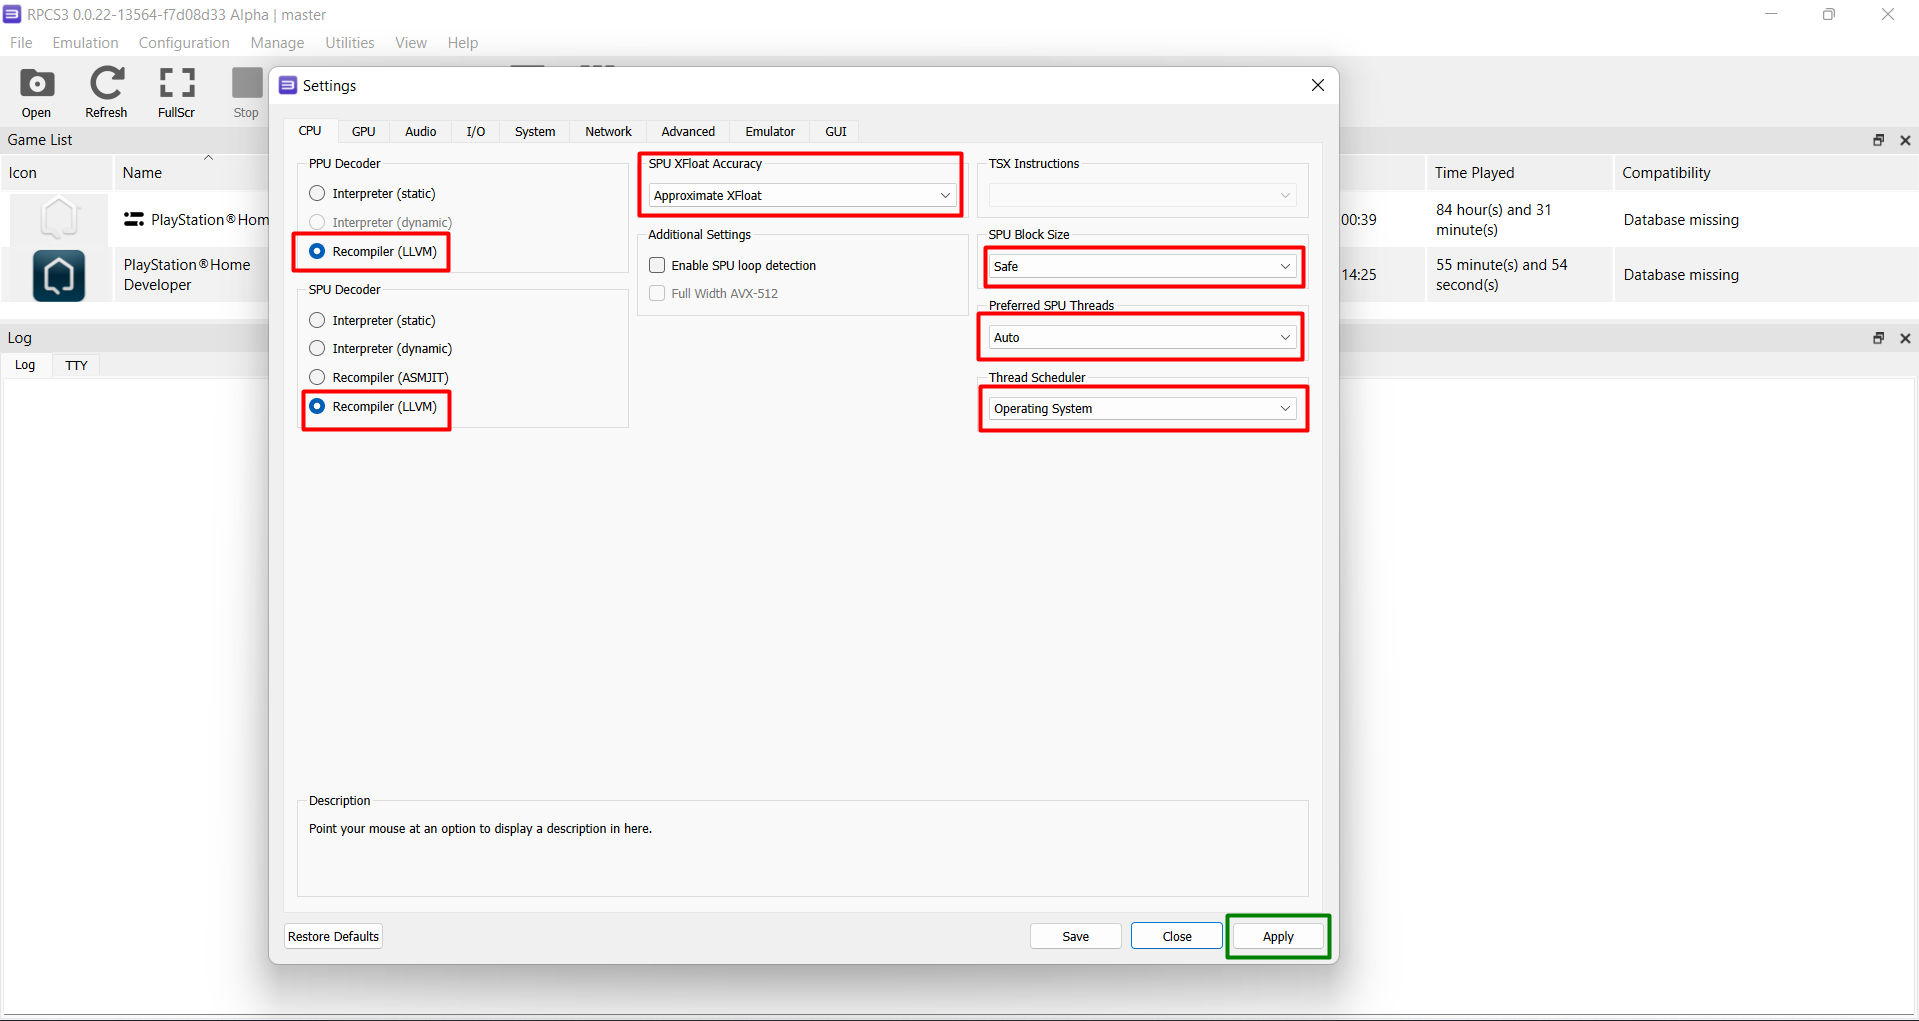 RPCS3 0.0.22-13564-f7d08d33 Alpha | master
File Emulation Configuration Manage Utilities View Help
Open Refresh FullScr Stop
Game List
Icon Name Time Played Compatibility
PlayStation®Hom 00:39 84 hour(s) and 31 minute(s) Database missing
PlayStation®Home Developer 14:25 55 minute(s) and 54 second(s) Database missing
Log
Log TTY
Settings
CPU GPU Audio I/O System Network Advanced Emulator GUI
PPU Decoder
Interpreter (static)
Interpreter (dynamic)
Recompiler (LLVM)
SPU Decoder
Interpreter (static)
Interpreter (dynamic)
Recompiler (ASMJIT)
Recompiler (LLVM)
SPU XFloat Accuracy
Approximate XFloat
Additional Settings
Enable SPU loop detection
Full Width AVX-512
TSX Instructions
SPU Block Size
Safe
Preferred SPU Threads
Auto
Thread Scheduler
Operating System
Description
Point your mouse at an option to display a description in here.
Restore Defaults Save Close Apply